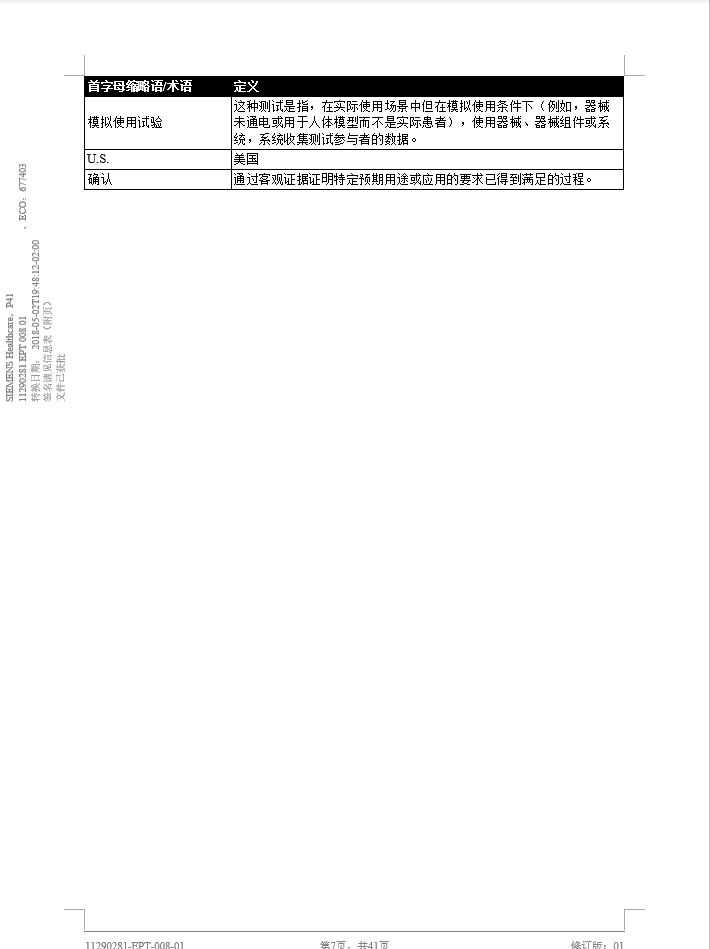 首字母缩略语/术语 定义
模拟使用试验
这种测试是指，在实际使用场景中但在模拟使用条件下（例如，器械
未通电或用于人体模型而不是实际患者），使用器械、器械组件或系
统，系统收集测试参与者的数据。
U.S. 美国
确认 通过客观证据证明特定预期用途或应用的要求已得到满足的过程。
SIEMENS Healthcare，P41
11290281 EPT 008 01 ，ECO：677403
转换日期： 2018-05-02T19:48:12-02:00
签名请见信息表（附页）
文件已获批
11290281-EPT-008-01 第7页，共41页 修订版：01